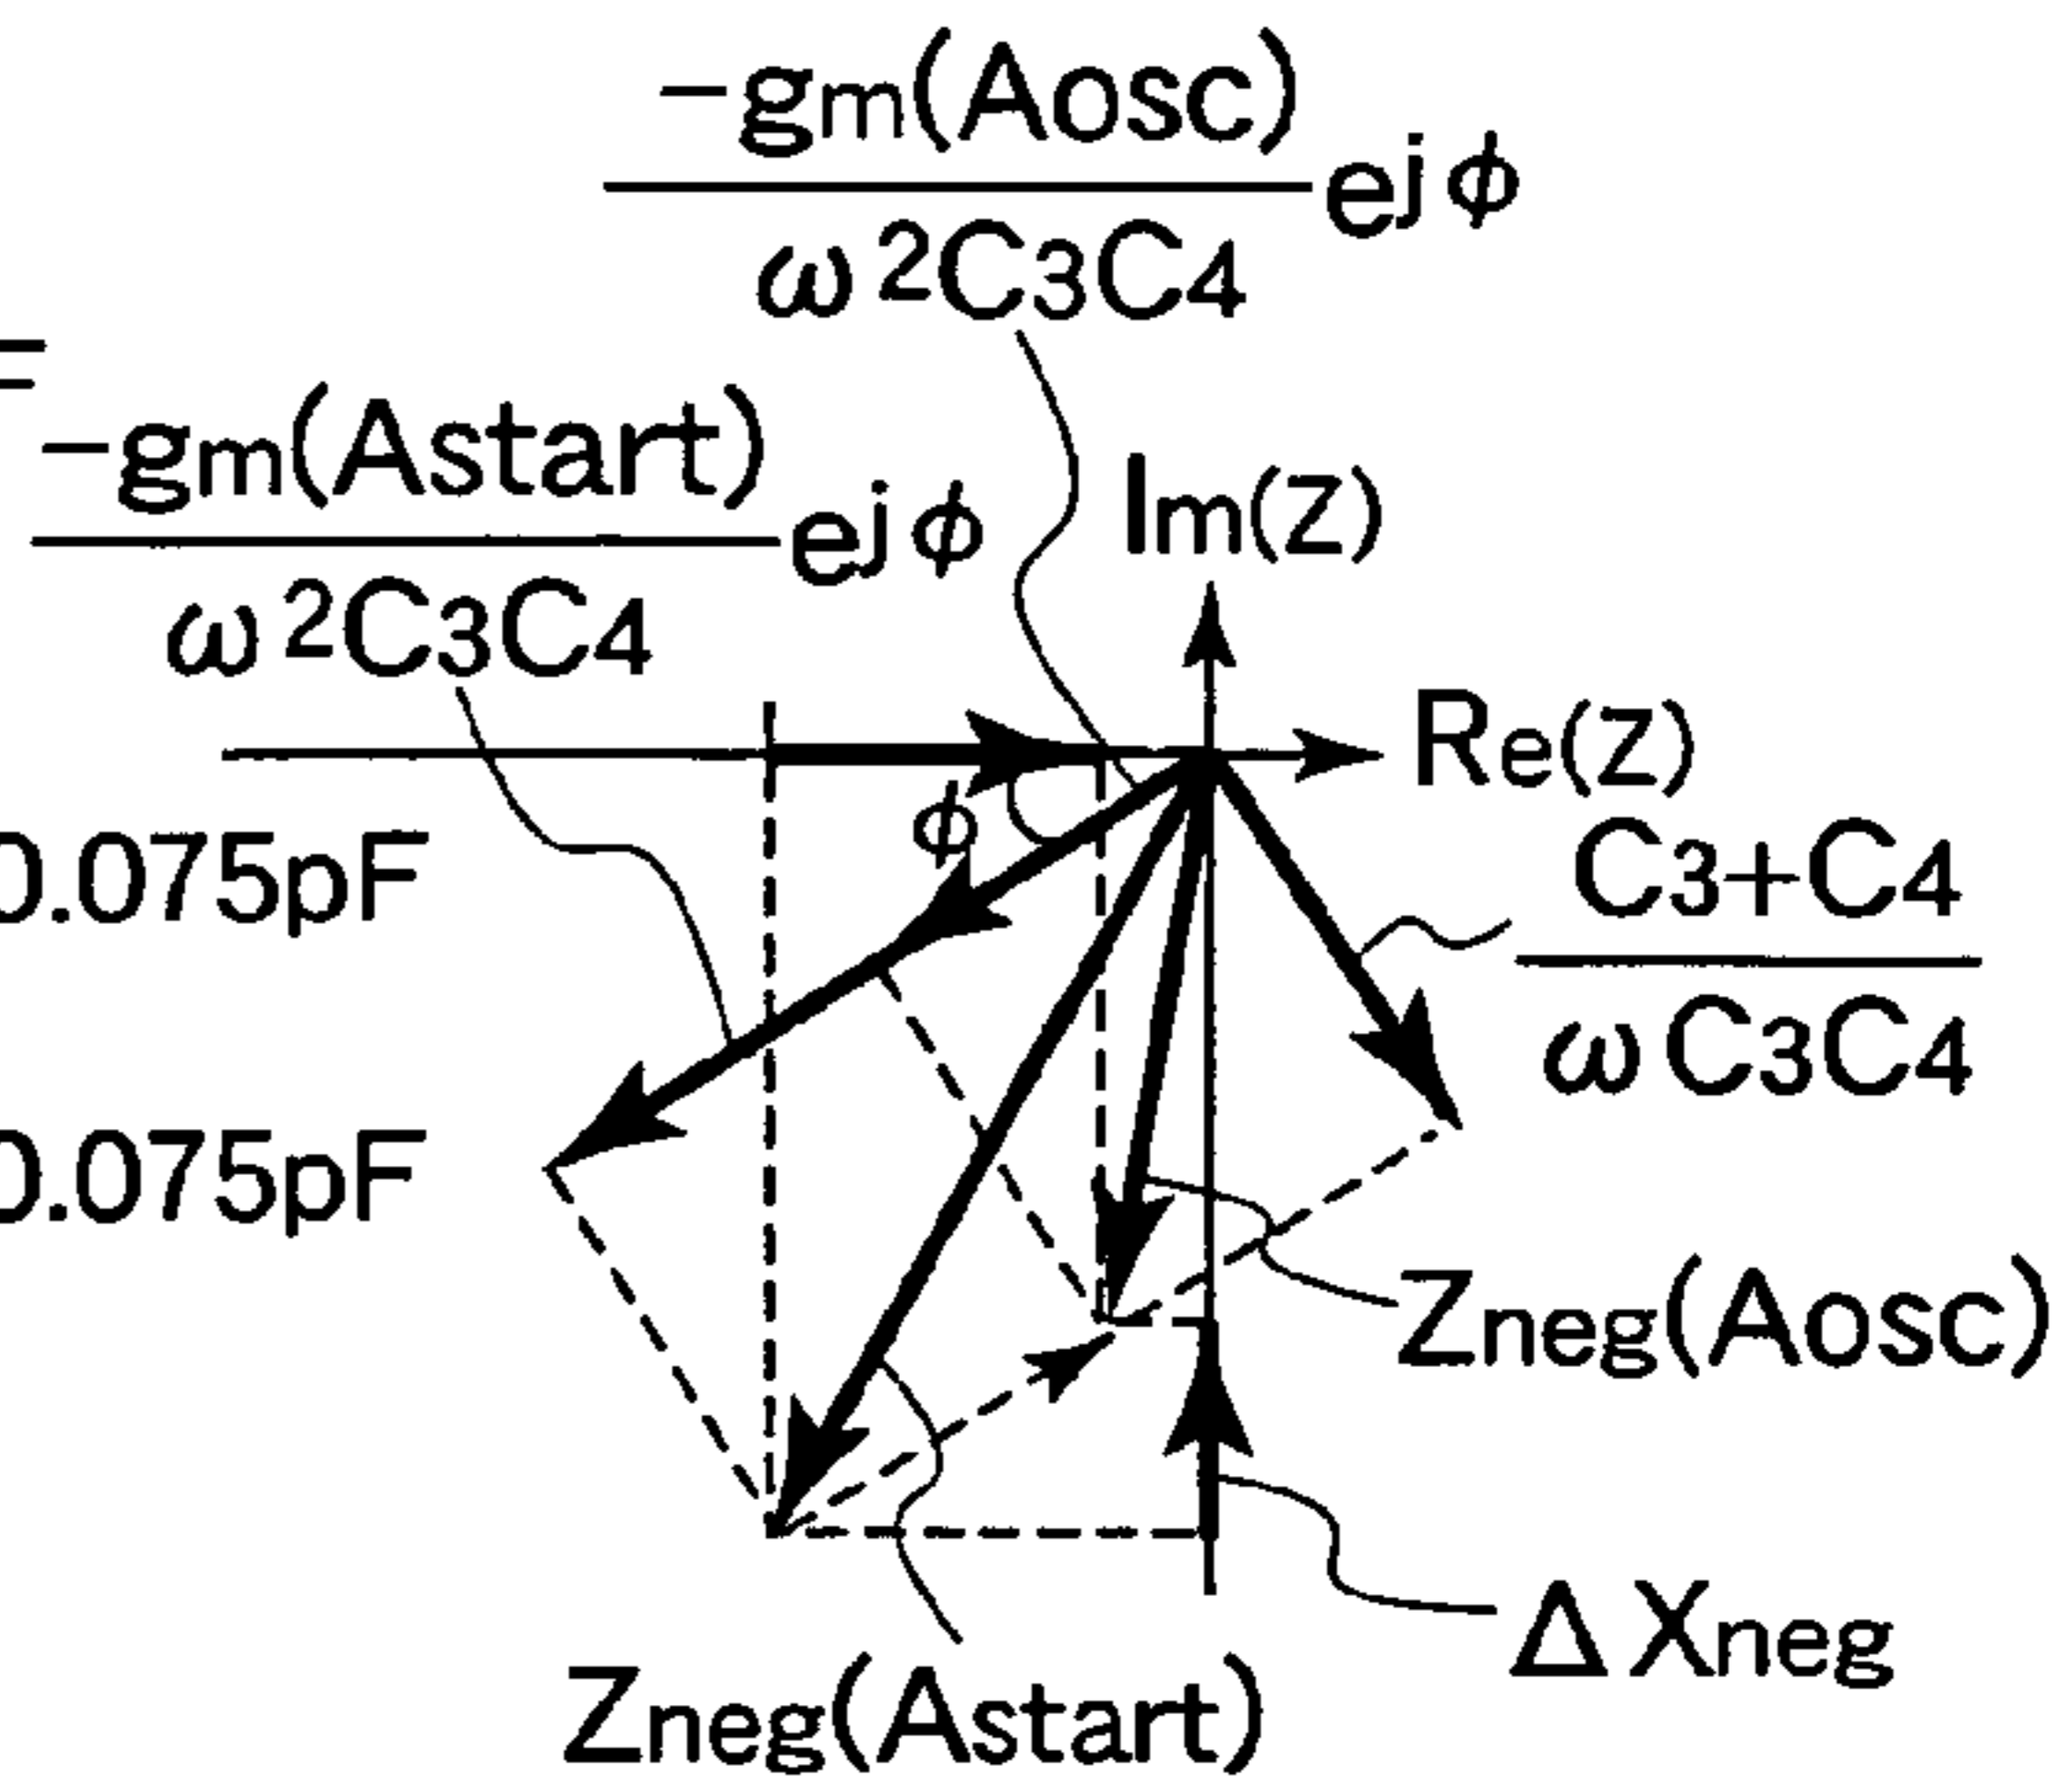 -gm(Aosc)
ejφ
ω2C3C4
-gm(Astart)
ejφ
ω2C3C4
Im(Z)
Re(Z)
φ
0.075pF
C3+C4
ωC3C4
0.075pF
Zneg(Aosc)
ΔXneg
Zneg(Astart)